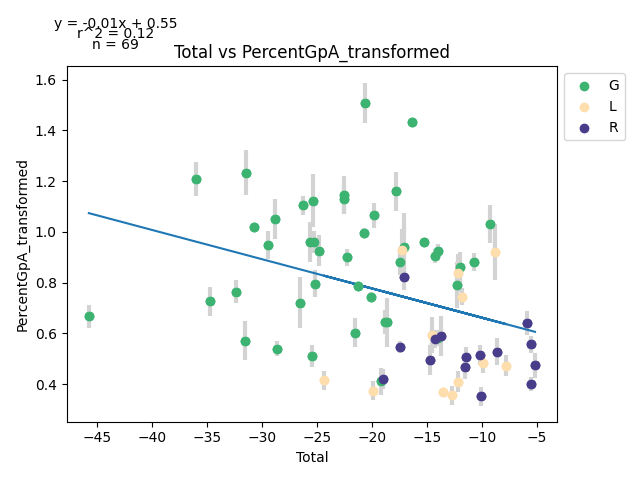 y = -0.01x + 0.55
r^2 = 0.12
n = 69
Total vs PercentGpA_transformed
PercentGpA_transformed
1.6
1.4
1.2
1.0
0.8
0.6
0.4
−45 −40 −35 −30 −25 −20 −15 −10 −5
Total
G
L
R